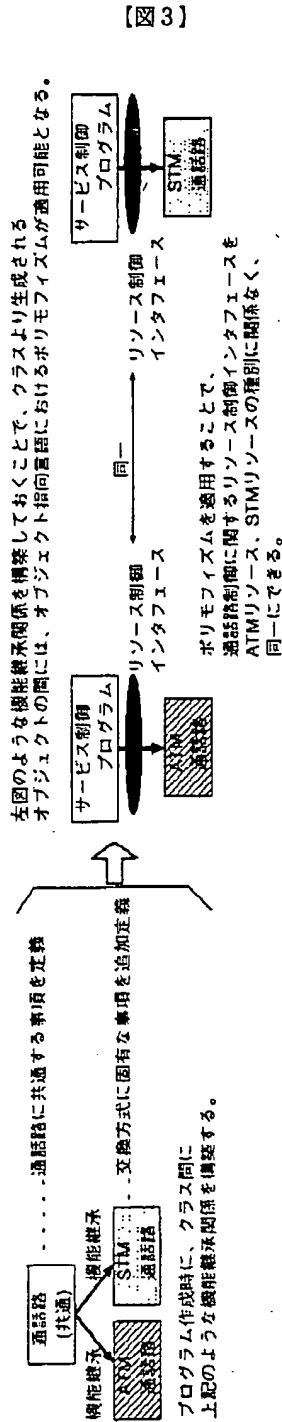 【図3】
通話路
(共通)
・・・・・通話路に共通する事項を定義
機能継承
機能継承
ATM
通話路
STM
通話路
・・交換方式に固有な事項を追加定義
プログラム作成時に、クラス間に
上記のような機能継承関係を構築する。
左図のような機能継承関係を構築しておくことで、クラスより生成される
オブジェクトの間には、オブジェクト指向言語におけるポリモフィズムが適用可能となる。
サービス制御
プログラム
リソース制御
インタフェース
ATM
通話路
同一
サービス制御
プログラム
リソース制御
インタフェース
STM
通話路
ポリモフィズムを適用することで、
通話路制御に関するリソース制御インタフェースを
ATMリソース、STMリソースの種別に関係なく、
同一にできる。